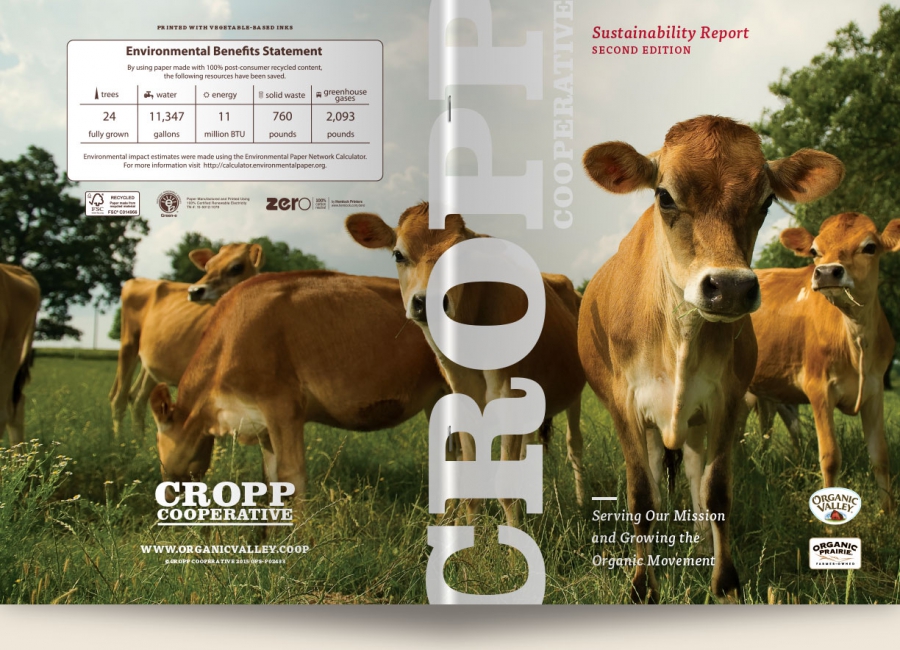 PRINTED WITH VEGETABLE-BASED INKS
Environmental Benefits Statement
By using paper made with 100% post-consumer recycled content,
the following resources have been saved.
trees water energy solid waste greenhouse gases
24 11,347 11 760 2,093
fully grown gallons million BTU pounds pounds
Environmental impact estimates were made using the Environmental Paper Network Calculator.
For more information visit http://calculator.environmentalpaper.org.
FSC
RECYCLED
Green-e
zero
CROPP
COOPERATIVE
WWW.ORGANICVALLEY.COOP
CROPP
COOPERATIVE
Sustainability Report
SECOND EDITION
Serving Our Mission
and Growing the
Organic Movement
ORGANIC
VALLEY
ORGANIC
PRAIRIE
FARMER-OWNED